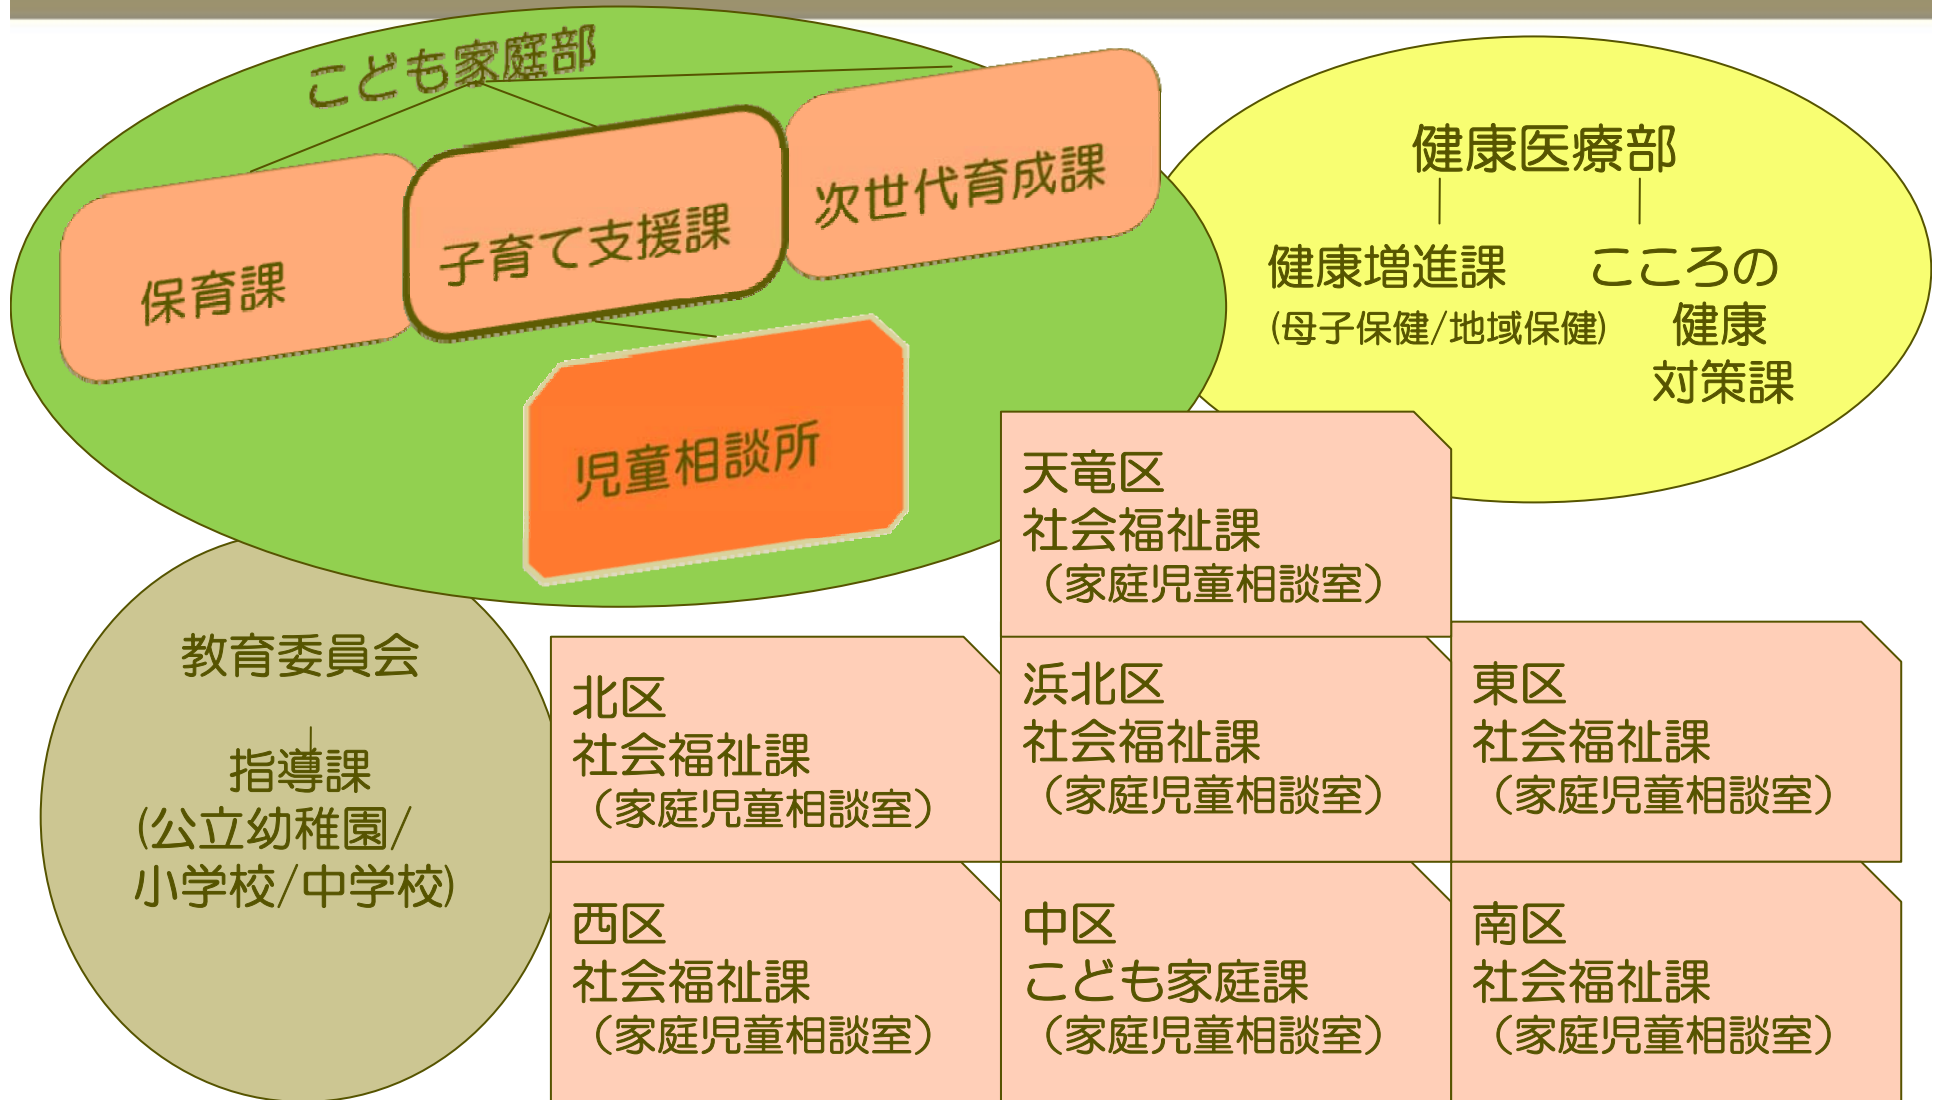 こども家庭部
保育課
子育て支援課
次世代育成課
児童相談所
健康医療部
健康増進課
(母子保健/地域保健)
こころの
健康
対策課
教育委員会
指導課
(公立幼稚園/
小学校/中学校)
天竜区
社会福祉課
（家庭児童相談室）
北区
社会福祉課
（家庭児童相談室）
浜北区
社会福祉課
（家庭児童相談室）
東区
社会福祉課
（家庭児童相談室）
西区
社会福祉課
（家庭児童相談室）
中区
こども家庭課
（家庭児童相談室）
南区
社会福祉課
（家庭児童相談室）